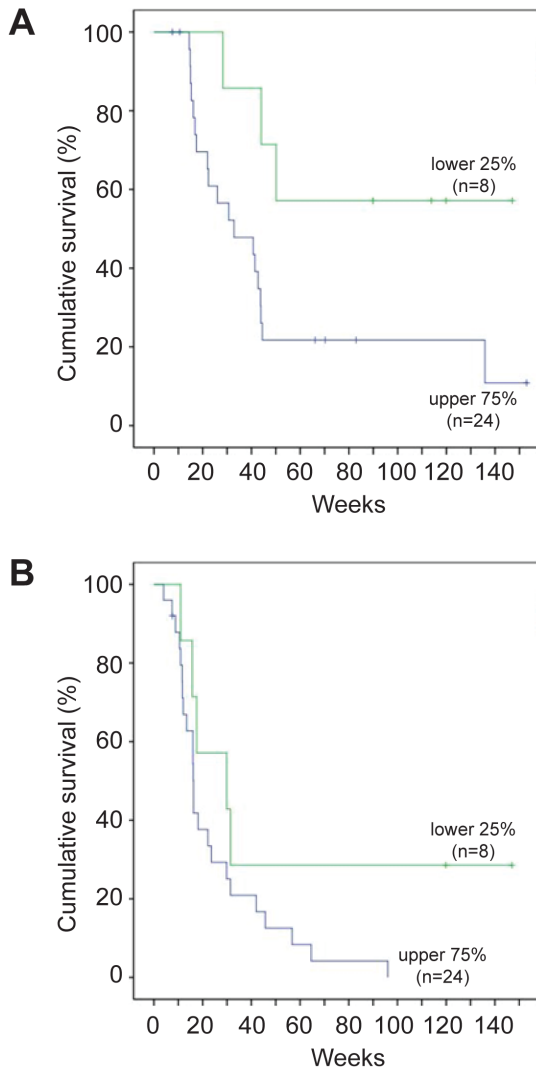 A
Cumulative survival (%)
100
80
60
40
20
0
lower 25%
(n=8)
upper 75%
(n=24)
0 20 40 60 80 100 120 140
Weeks
B
Cumulative survival (%)
100
80
60
40
20
0
lower 25%
(n=8)
upper 75%
(n=24)
0 20 40 60 80 100 120 140
Weeks